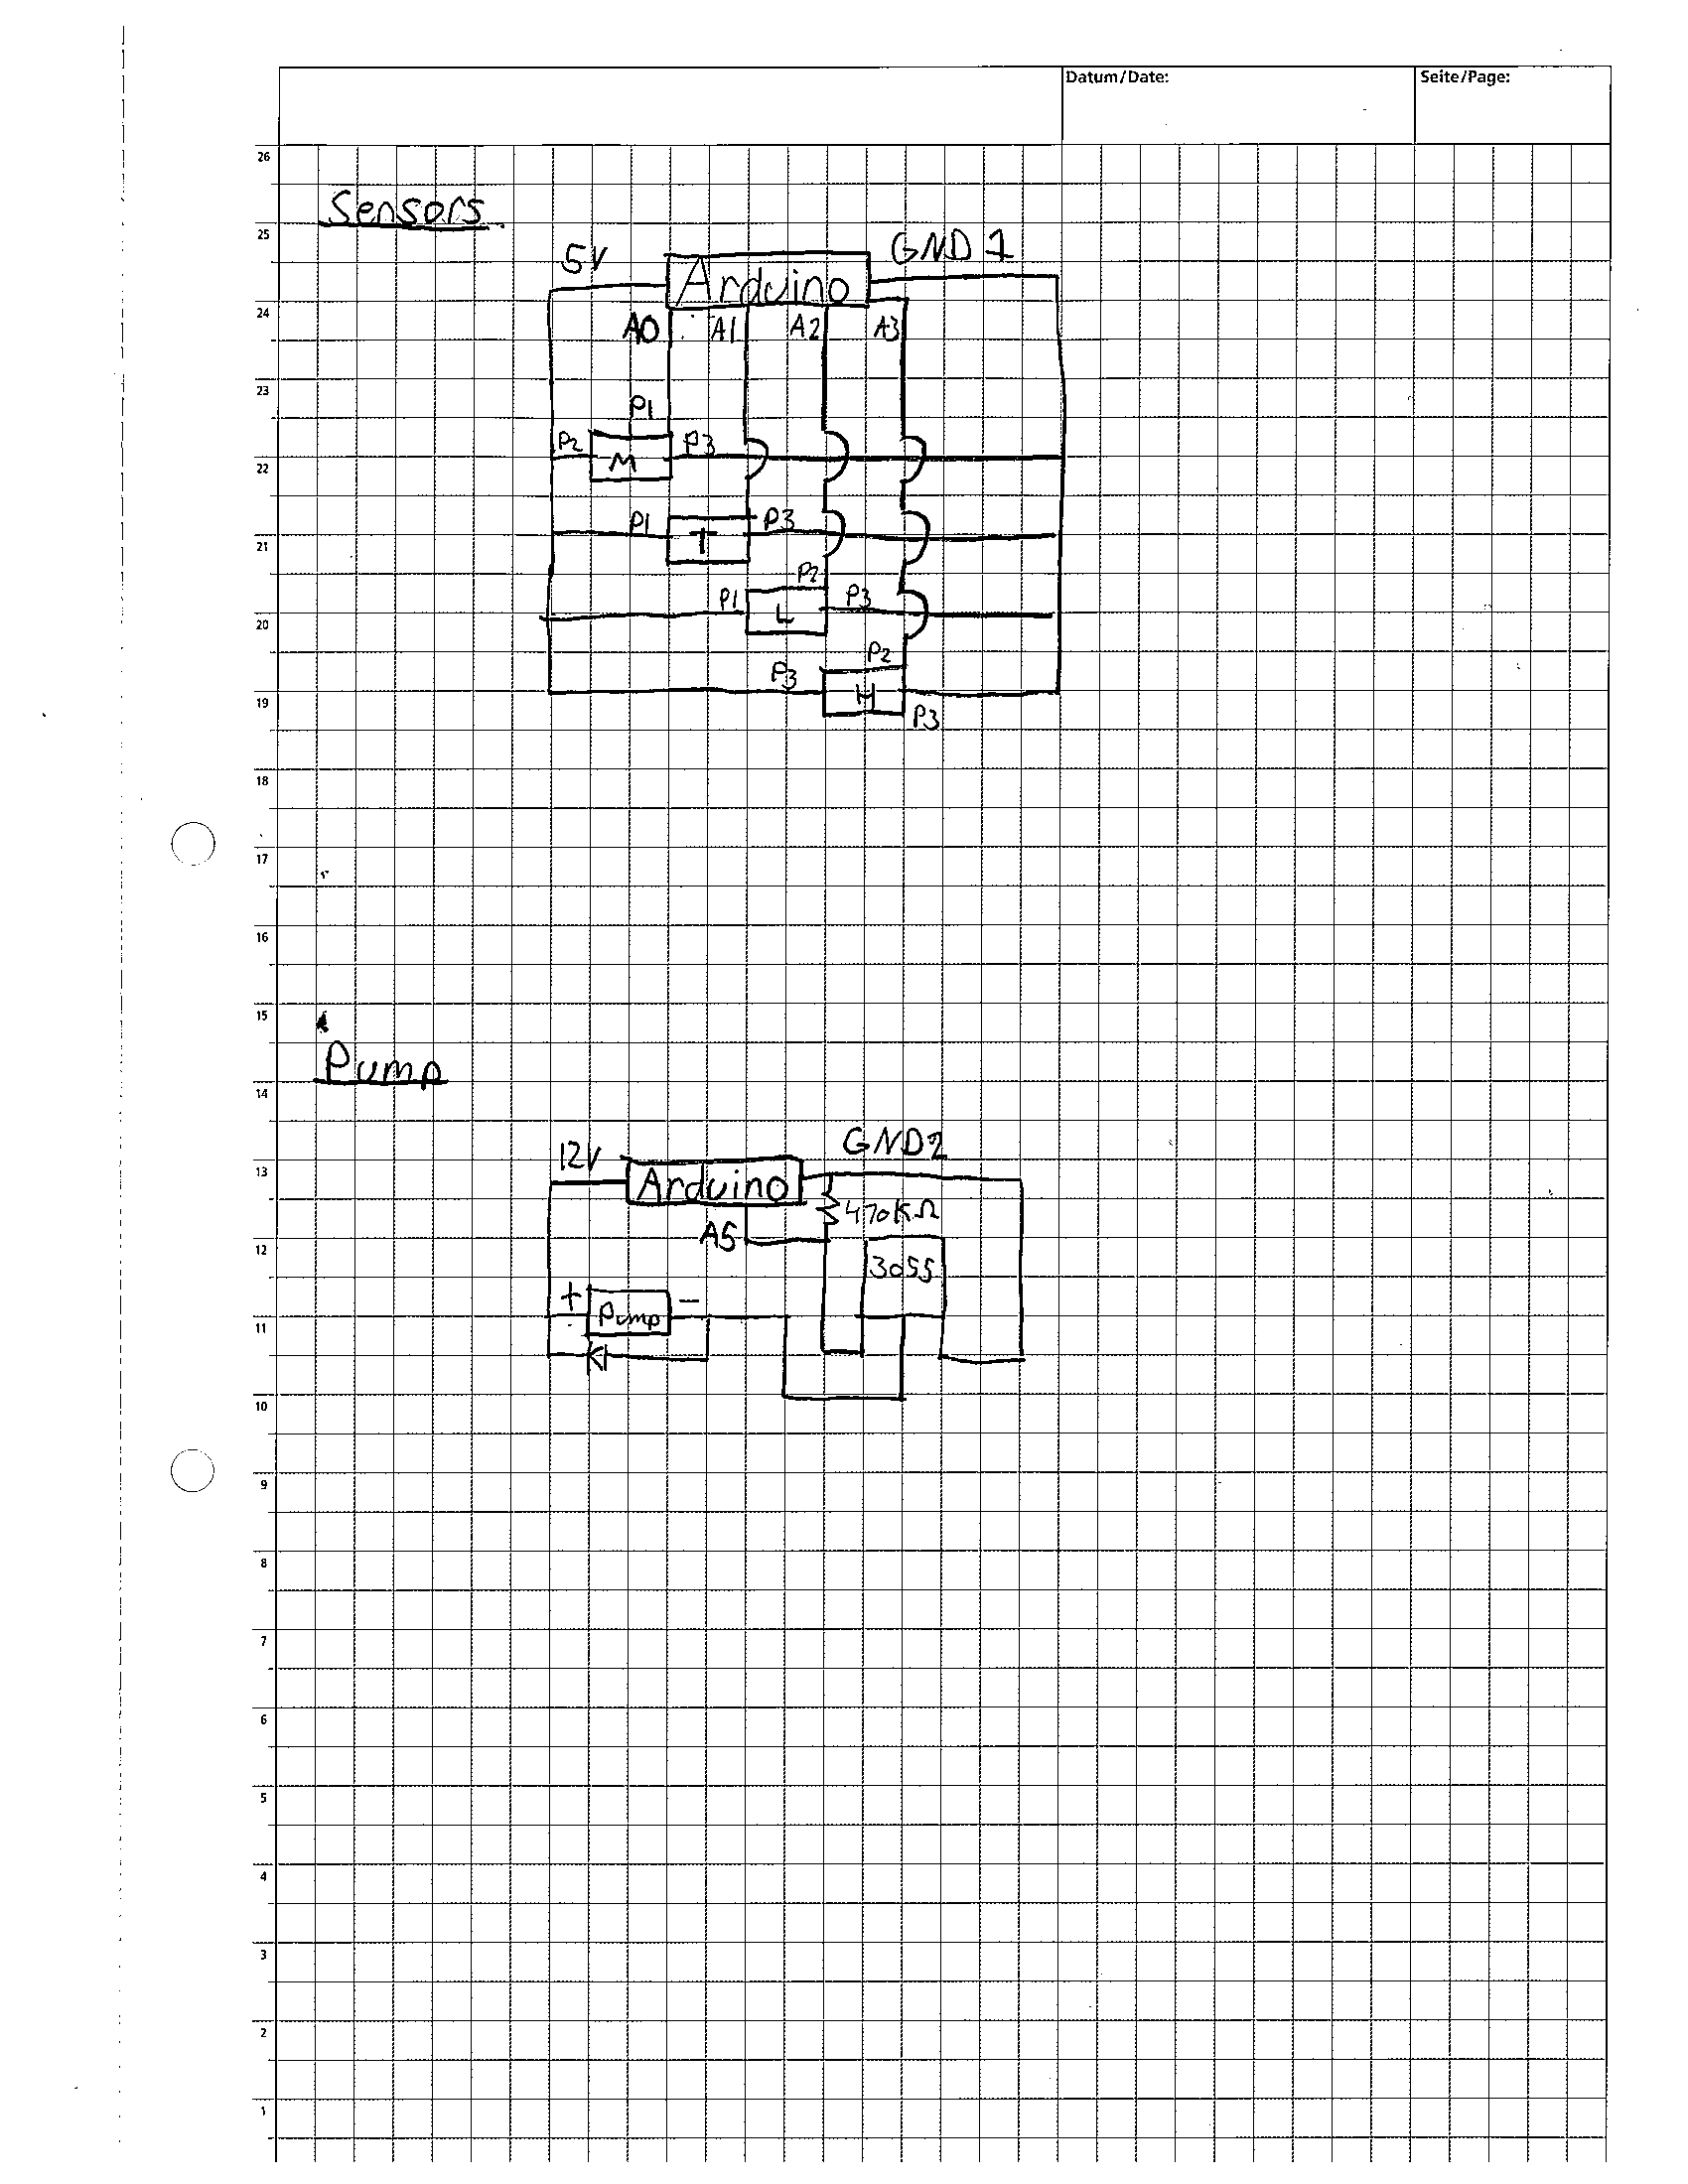 Datum/Date: Seite/Page:
26
Sensors
25
5V Arduino GND 1
24
A0 A1 A2 A3
23
P1
P2 M P3
22
P1 T P3
21
P2
P1 L P3
20
P2
P3 H
19
P3
18
17
16
15
Pump
14
GND2
12V Arduino
13
470KΩ
A5
12
3055
+ Pump -
11
10
9
8
7
6
5
4
3
2
1